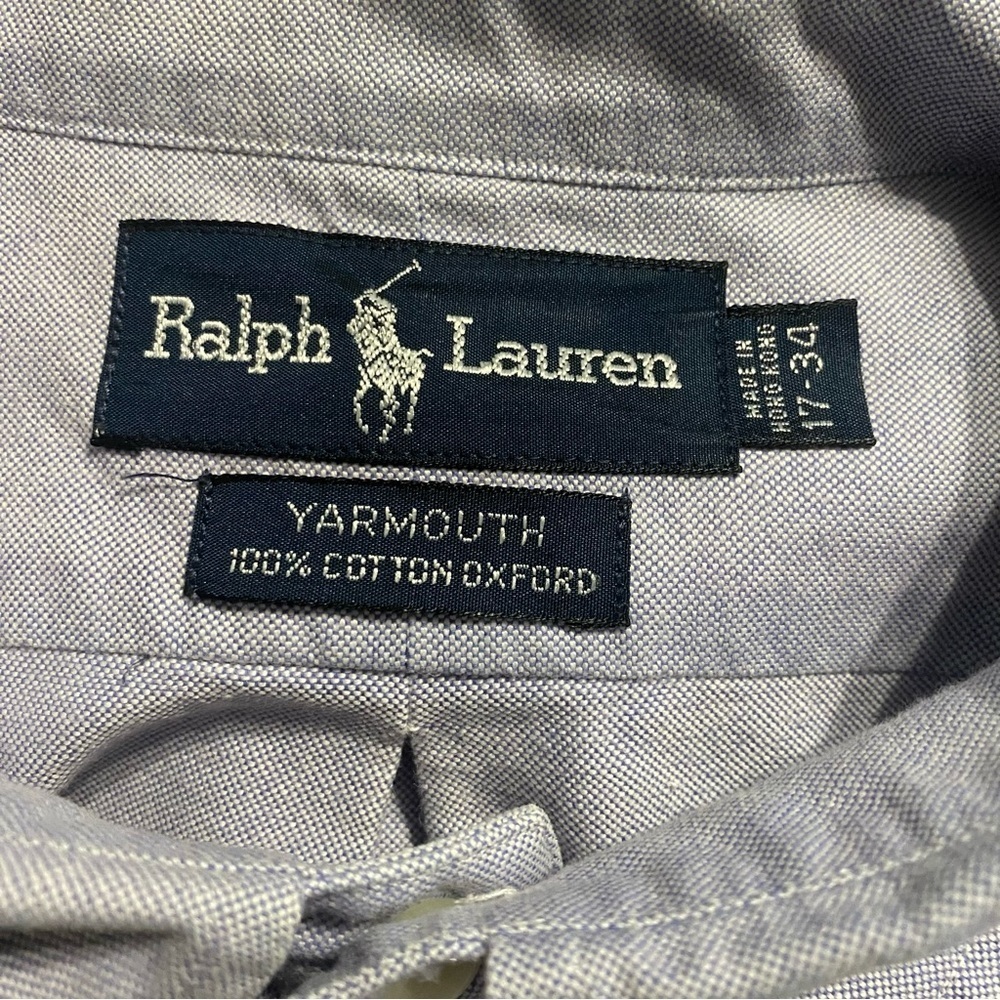 Ralph Lauren
MADE IN
HONG KONG
17-34
YARMOUTH
100% COTTON OXFORD